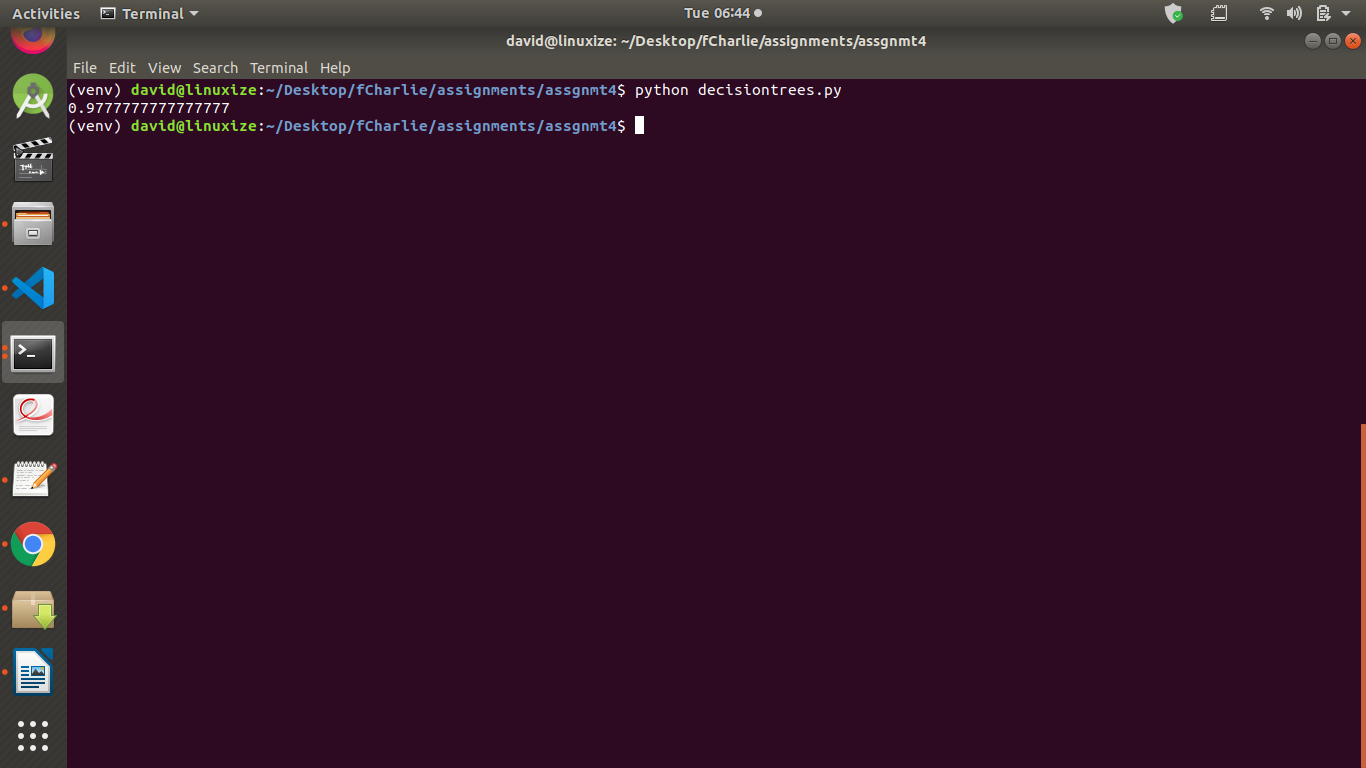 Activities Terminal Tue 06:44
david@linuxize: ~/Desktop/fCharlie/assignments/assgnmt4
File Edit View Search Terminal Help
(venv) david@linuxize:~/Desktop/fCharlie/assignments/assgnmt4$ python decisiontrees.py
0.9777777777777777
(venv) david@linuxize:~/Desktop/fCharlie/assignments/assgnmt4$